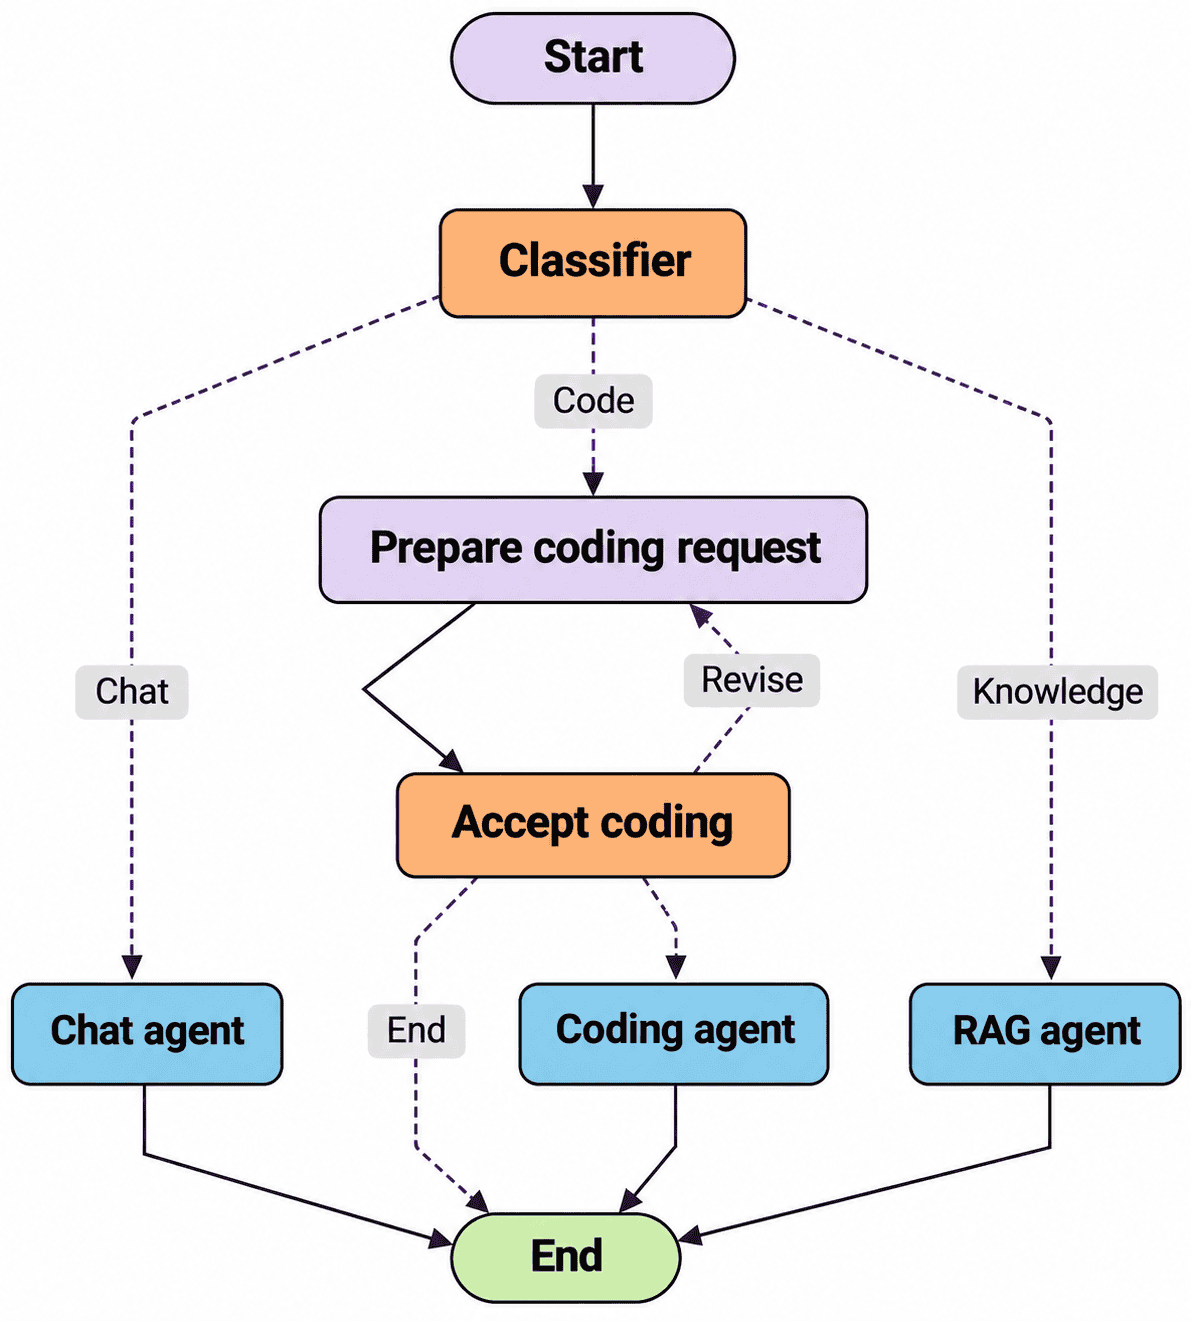 Start
Classifier
Code
Prepare coding request
Revise
Chat
Knowledge
Accept coding
Chat agent
End
Coding agent
RAG agent
End